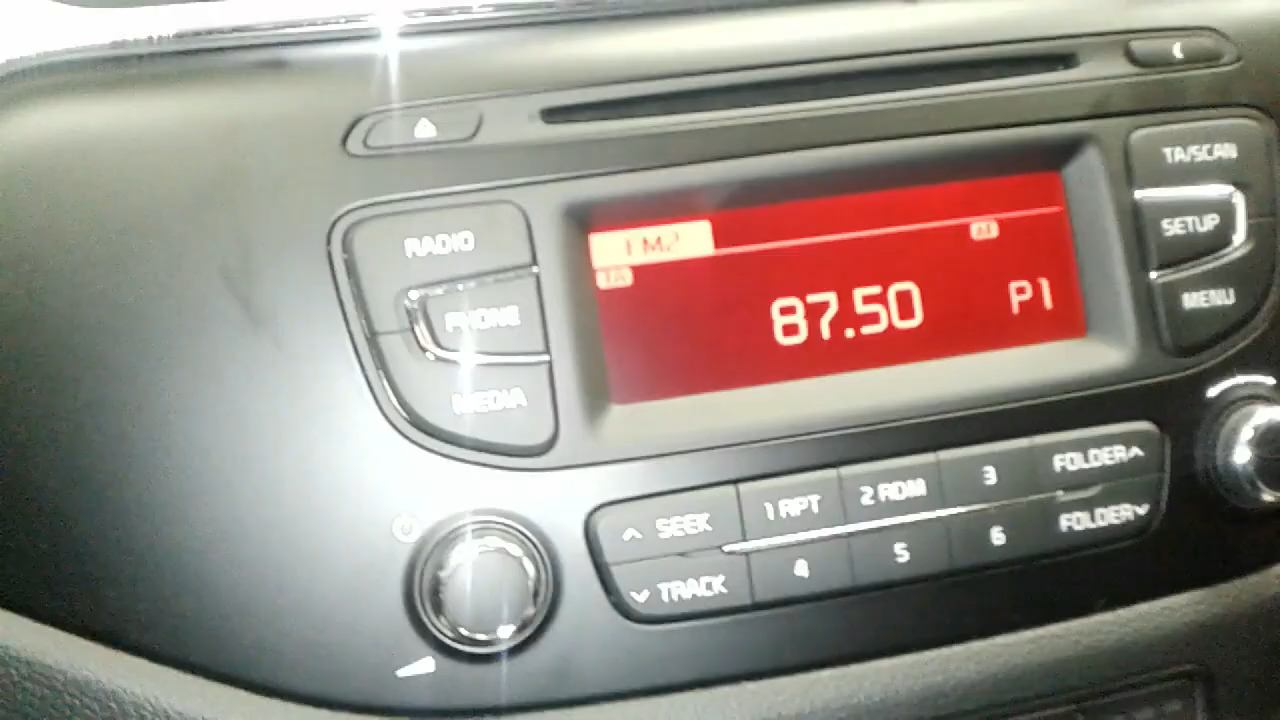 TA/SCAN
RADIO
SETUP
FM2
PHONE
87.50 P1
MENU
MEDIA
SEEK 1 RPT 2 RDM 3 FOLDER
TRACK 4 5 6 FOLDER